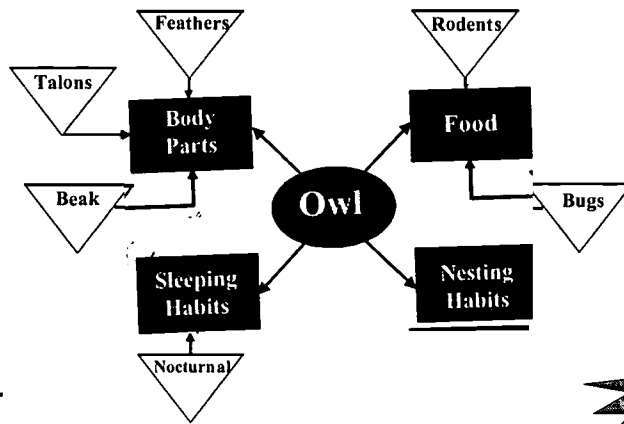 Feathers
Rodents
Talons
Body
Parts
Food
Beak
Owl
Bugs
Sleeping
Habits
Nesting
Habits
Nocturnal